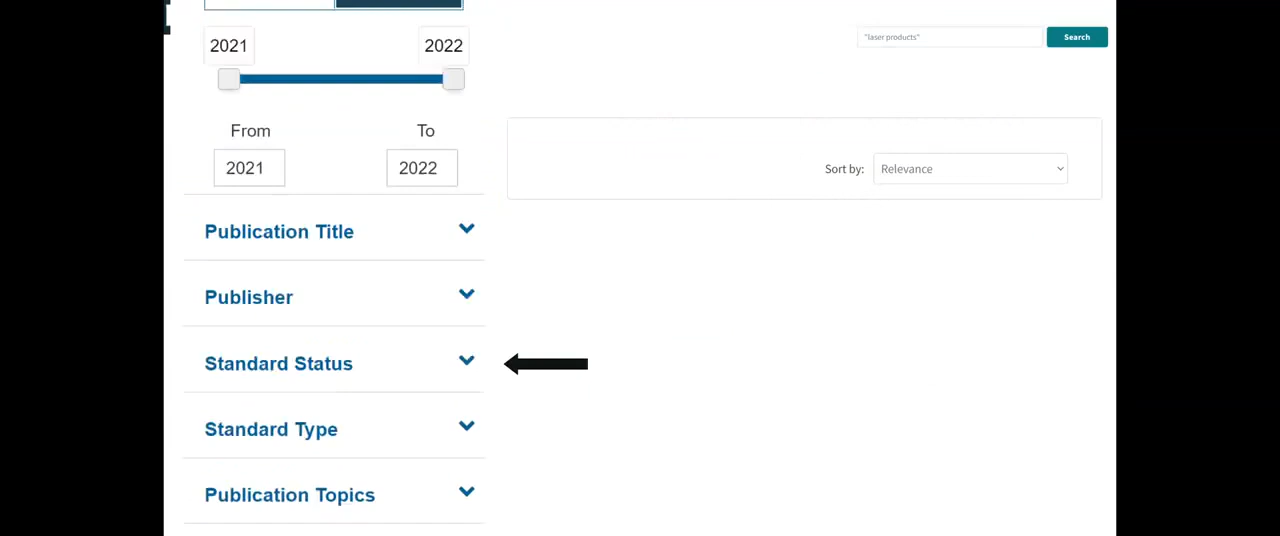 2021 2022
"laser products" Search
From To
2021 2022
Sort by: Relevance
Publication Title
Publisher
Standard Status
Standard Type
Publication Topics